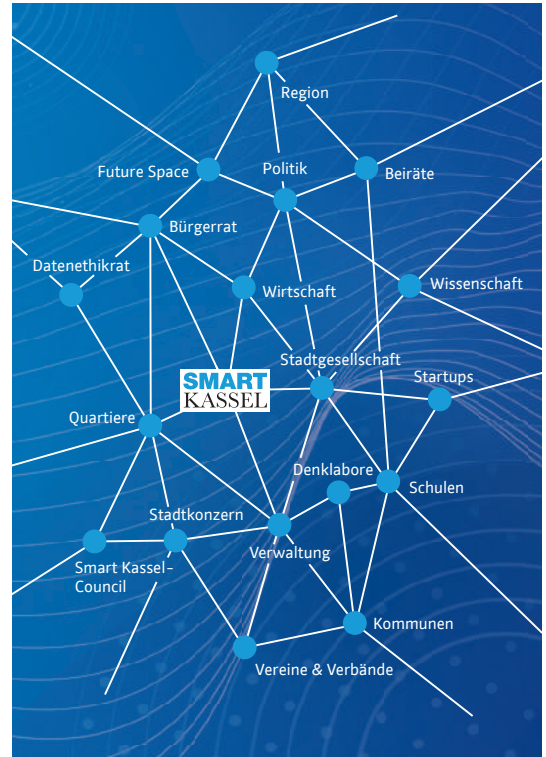 Region
Future Space
Politik
Beiräte
Bürgerrat
Datenethikrat
Wirtschaft
Wissenschaft
Stadtgesellschaft
SMART
KASSEL
Startups
Quartiere
Denklabore
Schulen
Stadtkonzern
Verwaltung
Smart Kassel-
Council
Kommunen
Vereine & Verbände